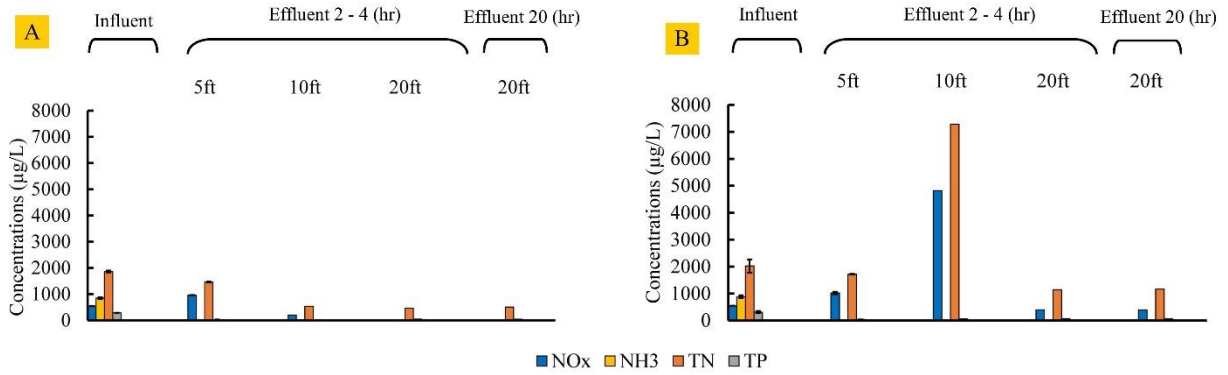 A
Influent
Effluent 2 - 4 (hr)
Effluent 20 (hr)
5ft
10ft
20ft
20ft
Concentrations (µg/L)
8000
7000
6000
5000
4000
3000
2000
1000
0
B
Influent
Effluent 2 - 4 (hr)
Effluent 20 (hr)
5ft
10ft
20ft
20ft
Concentrations (µg/L)
8000
7000
6000
5000
4000
3000
2000
1000
0
NOx NH3 TN TP